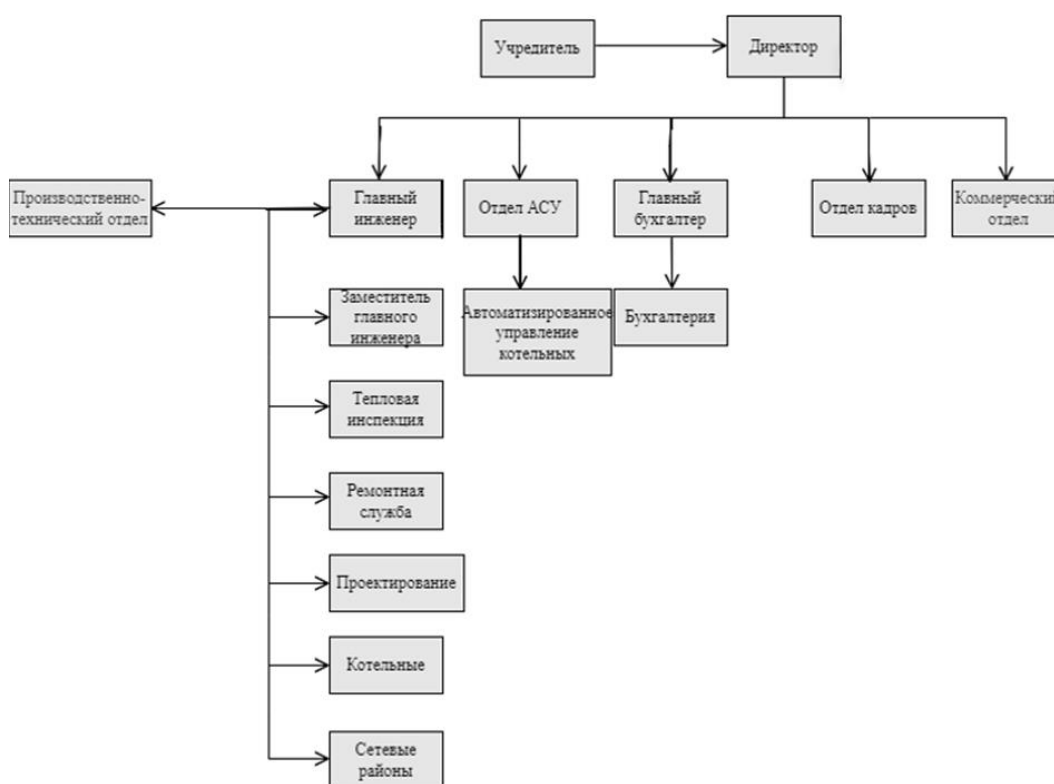 Учредитель
Директор
Производственно-
технический отдел
Главный
инженер
Отдел АСУ
Главный
бухгалтер
Отдел кадров
Коммерческий
отдел
Заместитель
главного
инженера
Автоматизированное
управление
котельных
Бухгалтерия
Тепловая
инспекция
Ремонтная
служба
Проектирование
Котельные
Сетевые
районы